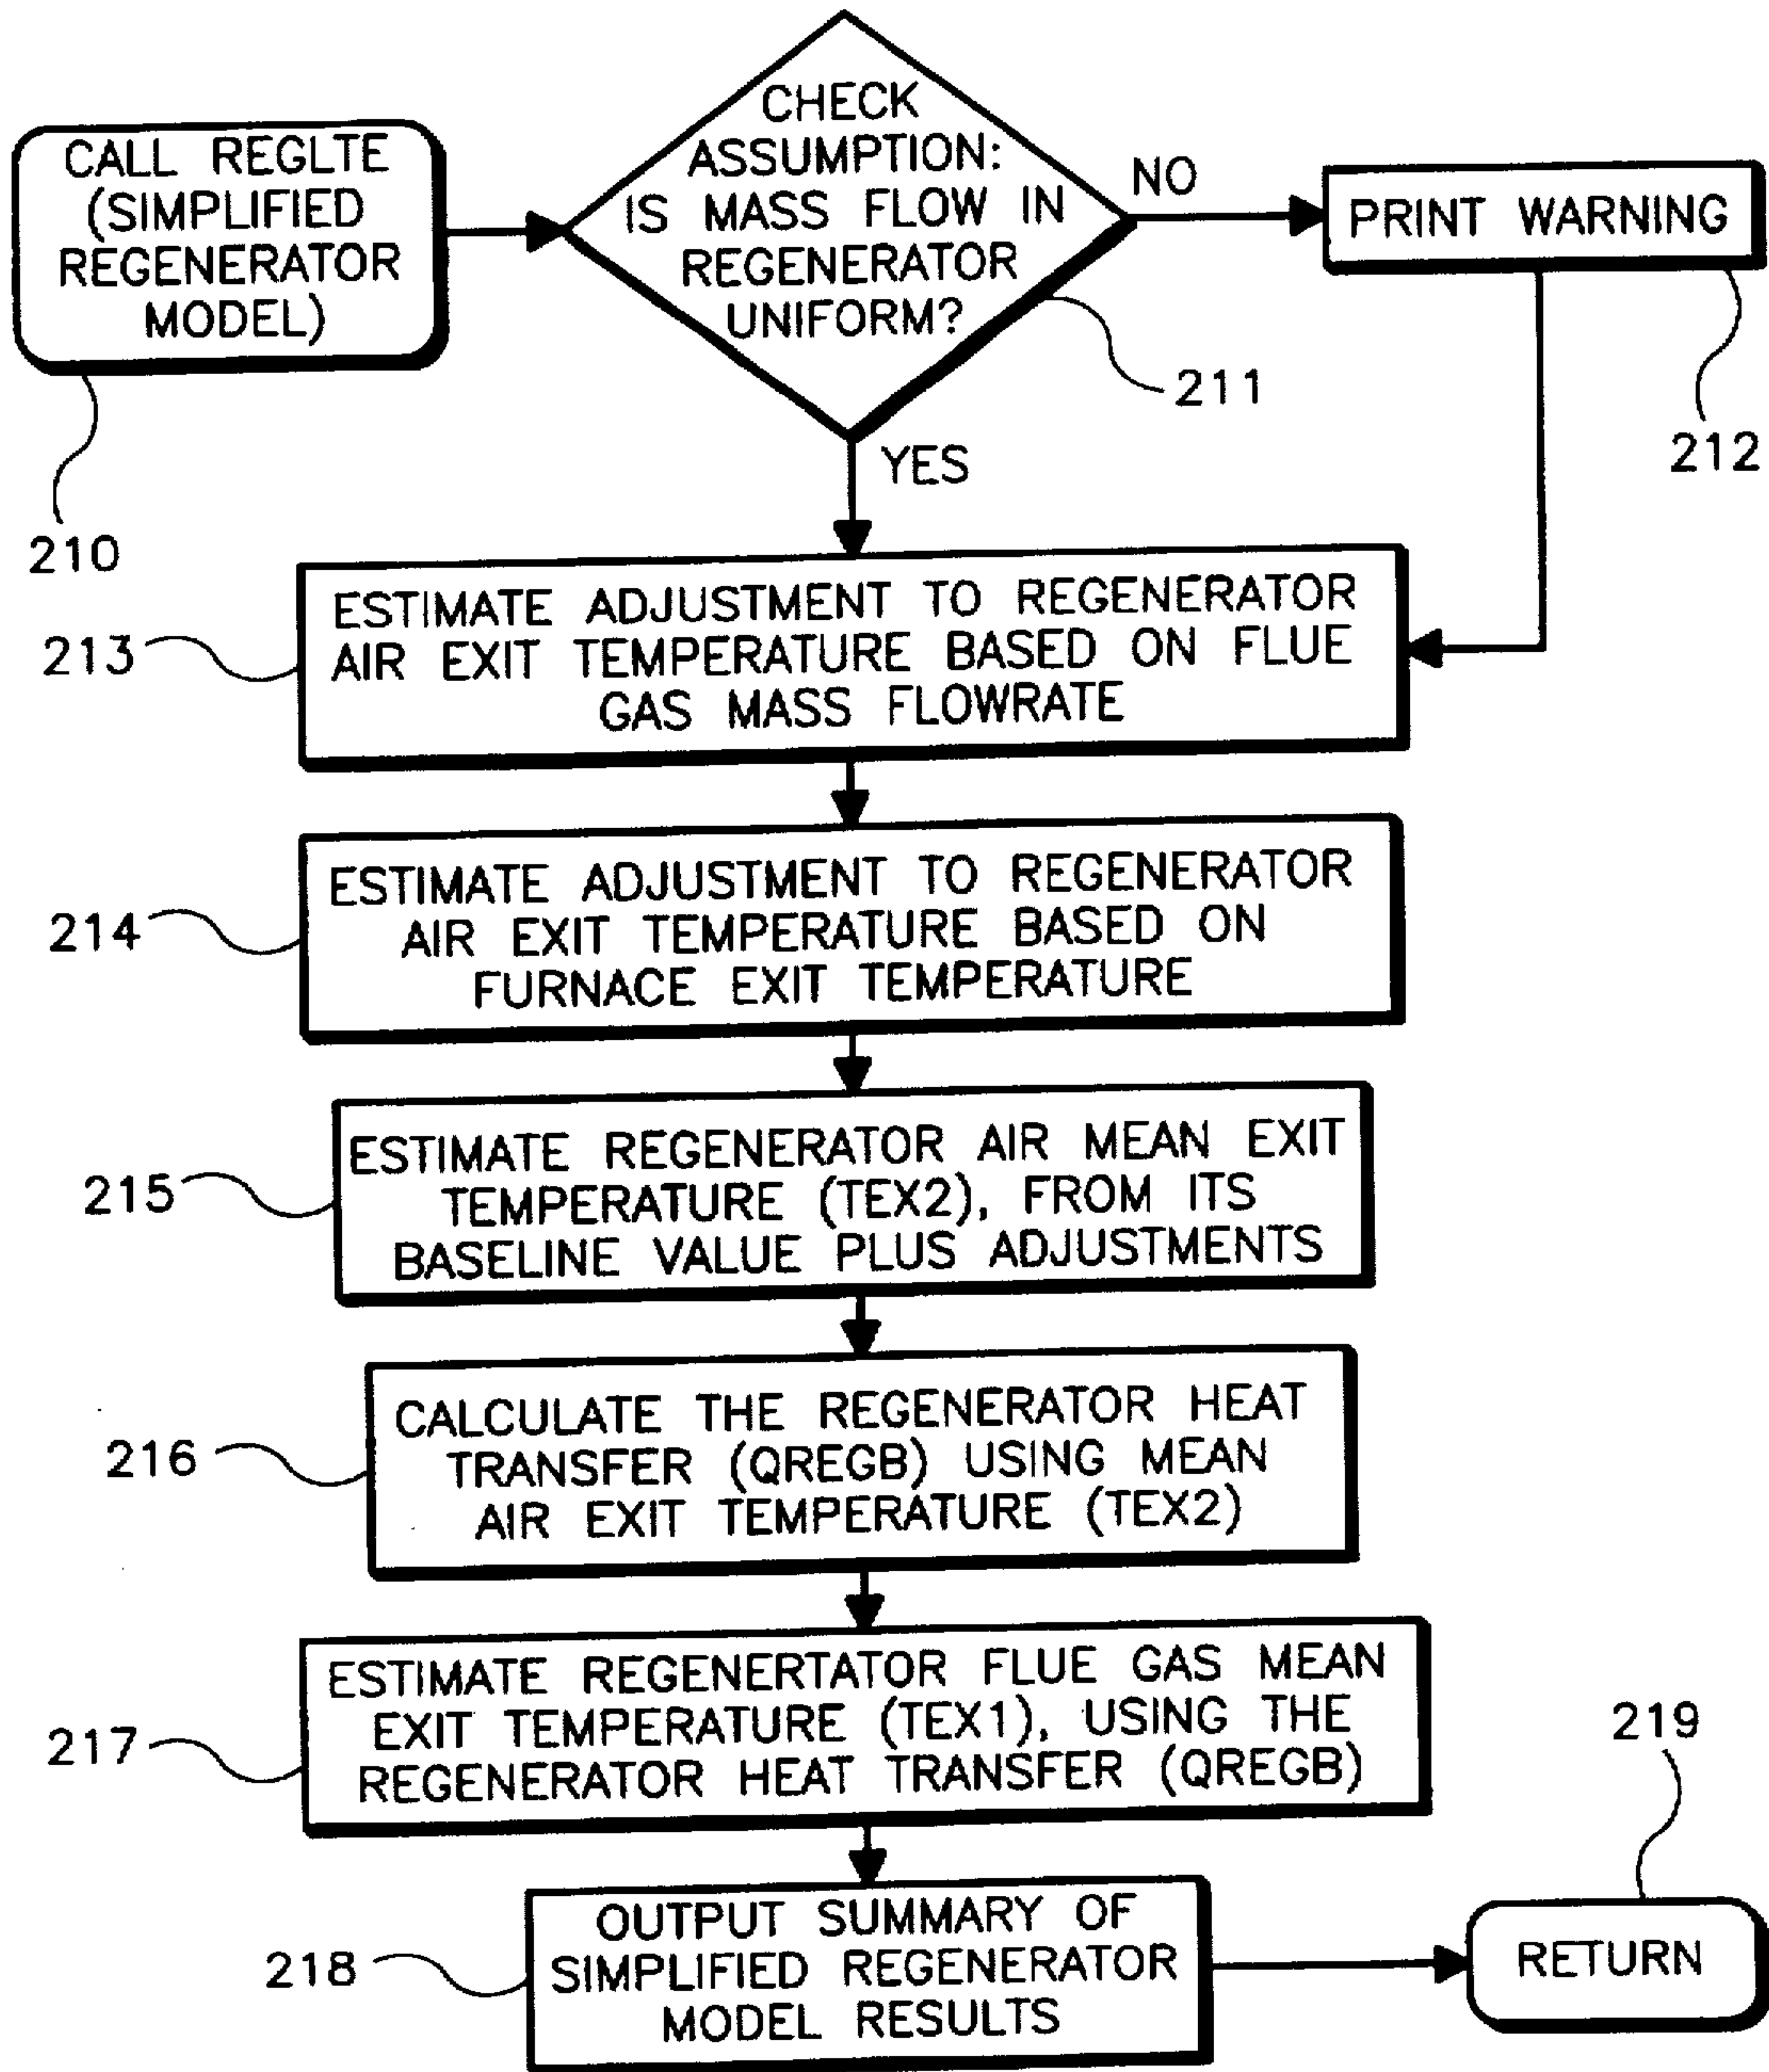 CALL REGLTE
(SIMPLIFIED
REGENERATOR
MODEL)
210
CHECK
ASSUMPTION:
IS MASS FLOW IN
REGENERATOR
UNIFORM?
211
NO
PRINT WARNING
212
YES
ESTIMATE ADJUSTMENT TO REGENERATOR
AIR EXIT TEMPERATURE BASED ON FLUE
GAS MASS FLOWRATE
213
ESTIMATE ADJUSTMENT TO REGENERATOR
AIR EXIT TEMPERATURE BASED ON
FURNACE EXIT TEMPERATURE
214
ESTIMATE REGENERATOR AIR MEAN EXIT
TEMPERATURE (TEX2), FROM ITS
BASELINE VALUE PLUS ADJUSTMENTS
215
CALCULATE THE REGENERATOR HEAT
TRANSFER (QREGB) USING MEAN
AIR EXIT TEMPERATURE (TEX2)
216
ESTIMATE REGENERTATOR FLUE GAS MEAN
EXIT TEMPERATURE (TEX1), USING THE
REGENERATOR HEAT TRANSFER (QREGB)
217
OUTPUT SUMMARY OF
SIMPLIFIED REGENERATOR
MODEL RESULTS
218
RETURN
219